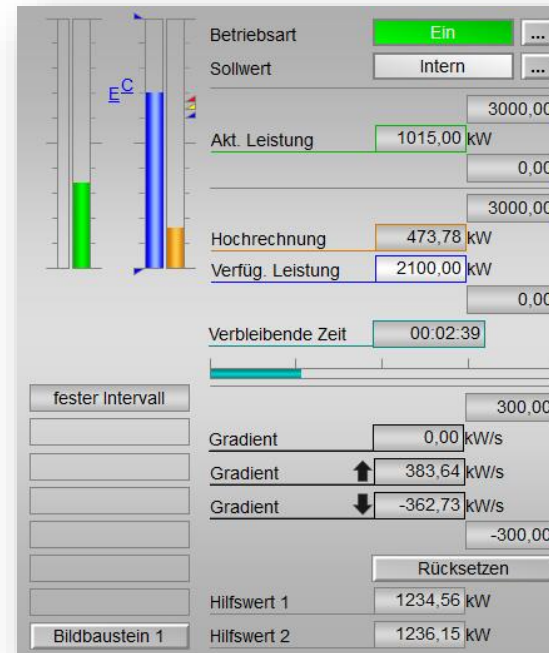 Betriebsart Ein ...
Sollwert Intern ...
E C
3000,00
Akt. Leistung 1015,00 kW
0,00
3000,00
Hochrechnung 473,78 kW
Verfüg. Leistung 2100,00 kW
0,00
Verbleibende Zeit 00:02:39
fester Intervall
300,00
Gradient 0,00 kW/s
Gradient 383,64 kW/s
Gradient -362,73 kW/s
-300,00
Rücksetzen
Hilfswert 1 1234,56 kW
Bildbaustein 1
Hilfswert 2 1236,15 kW